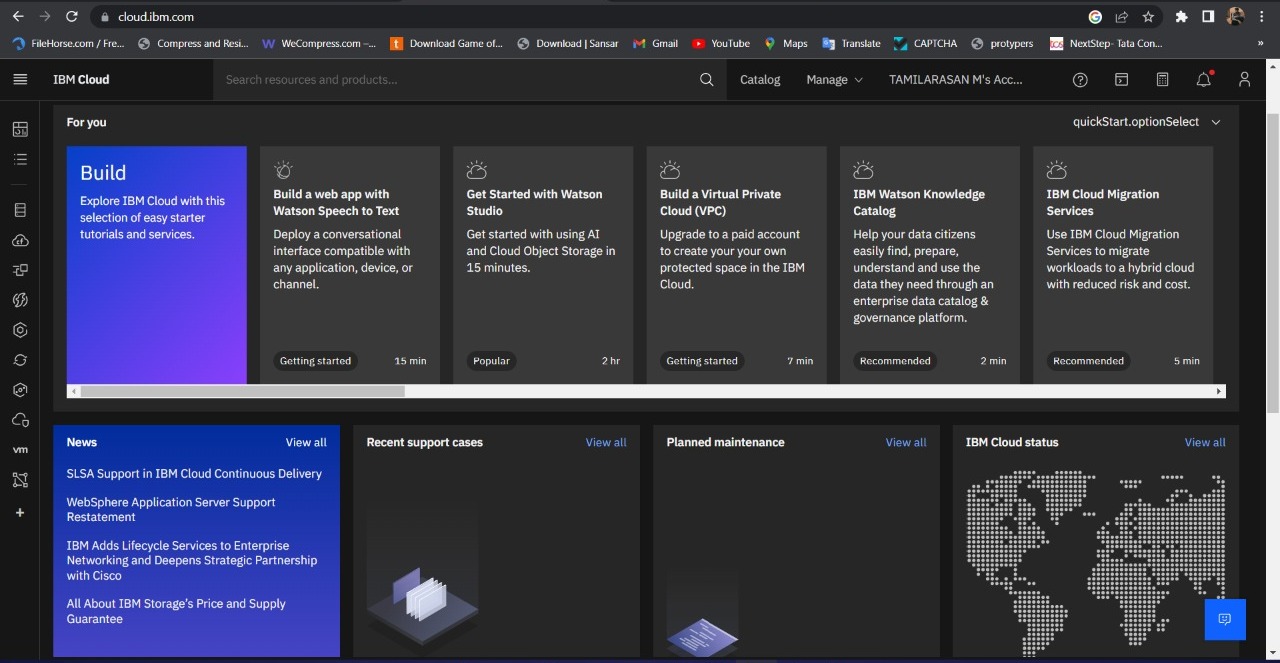 cloud.ibm.com
FileHorse.com / Fre...
Compress and Resi...
WeCompress.com –...
Download Game of...
Download | Sansar
Gmail
YouTube
Maps
Translate
CAPTCHA
protypers
NextStep- Tata Con...
»
IBM Cloud
Search resources and products...
Catalog
Manage
TAMILARASAN M's Acc...
For you
quickStart.optionSelect
Build
Explore IBM Cloud with this
selection of easy starter
tutorials and services.
Build a web app with
Watson Speech to Text
Deploy a conversational
interface compatible with
any application, device, or
channel.
Getting started
15 min
Get Started with Watson
Studio
Get started with using AI
and Cloud Object Storage in
15 minutes.
Popular
2 hr
Build a Virtual Private
Cloud (VPC)
Upgrade to a paid account
to create your your own
protected space in the IBM
Cloud.
Getting started
7 min
IBM Watson Knowledge
Catalog
Help your data citizens
easily find, prepare,
understand and use the
data they need through an
enterprise data catalog &
governance platform.
Recommended
2 min
IBM Cloud Migration
Services
Use IBM Cloud Migration
Services to migrate
workloads to a hybrid cloud
with reduced risk and cost.
Recommended
5 min
vm
News
View all
SLSA Support in IBM Cloud Continuous Delivery
WebSphere Application Server Support
Restatement
IBM Adds Lifecycle Services to Enterprise
Networking and Deepens Strategic Partnership
with Cisco
All About IBM Storage's Price and Supply
Guarantee
Recent support cases
View all
Planned maintenance
View all
IBM Cloud status
View all